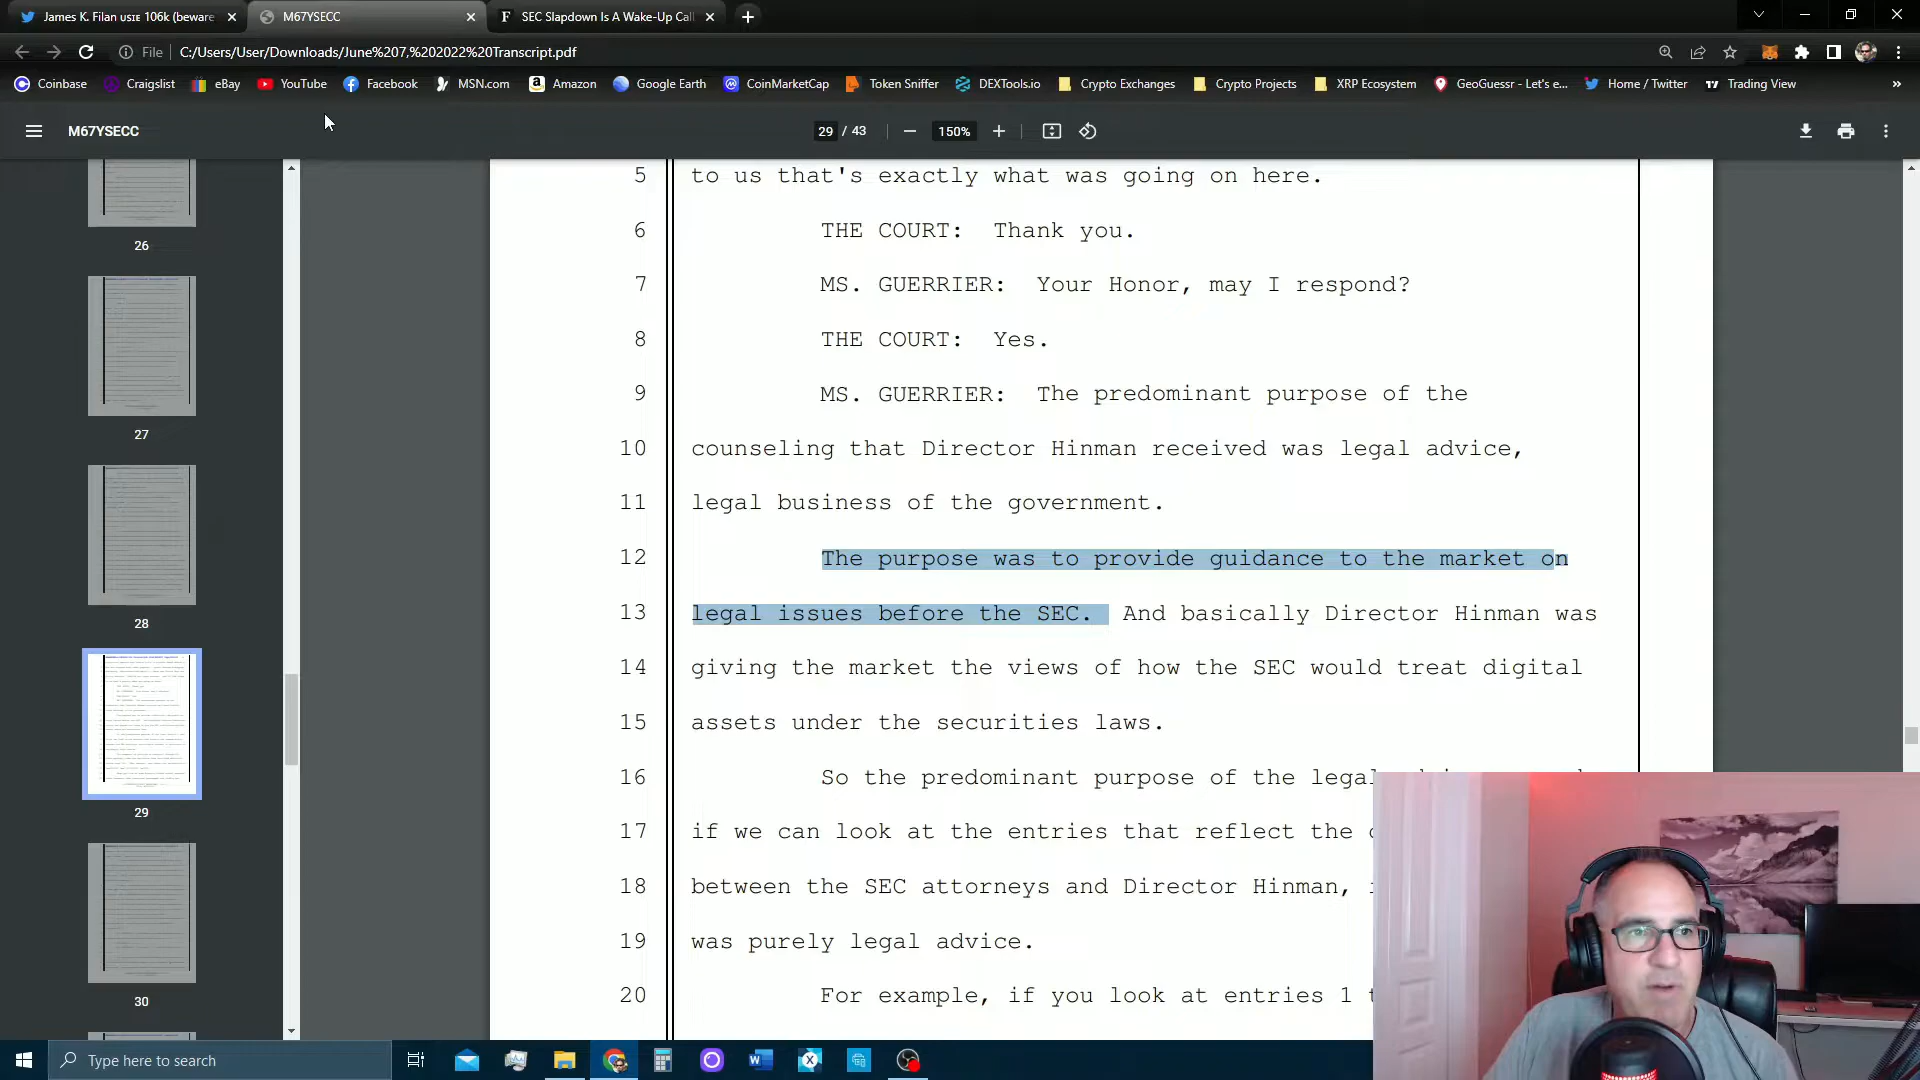 James K. Filan usɪᴇ 106k (beware
M67YSECC
SEC Slapdown Is A Wake-Up Call
File
C:/Users/User/Downloads/June%207,%202022%20Transcript.pdf
Coinbase
Craigslist
eBay
YouTube
Facebook
MSN.com
Amazon
Google Earth
CoinMarketCap
Token Sniffer
DEXTools.io
Crypto Exchanges
Crypto Projects
XRP Ecosystem
GeoGuessr - Let's e...
Home / Twitter
Trading View
»
M67YSECC
29 / 43
150%
26
27
28
29
30
5 to us that's exactly what was going on here.
6 THE COURT: Thank you.
7 MS. GUERRIER: Your Honor, may I respond?
8 THE COURT: Yes.
9 MS. GUERRIER: The predominant purpose of the
10 counseling that Director Hinman received was legal advice,
11 legal business of the government.
12 The purpose was to provide guidance to the market on
13 legal issues before the SEC. And basically Director Hinman was
14 giving the market the views of how the SEC would treat digital
15 assets under the securities laws.
16 So the predominant purpose of the legal
17 if we can look at the entries that reflect the
18 between the SEC attorneys and Director Hinman,
19 was purely legal advice.
20 For example, if you look at entries 1
Type here to search